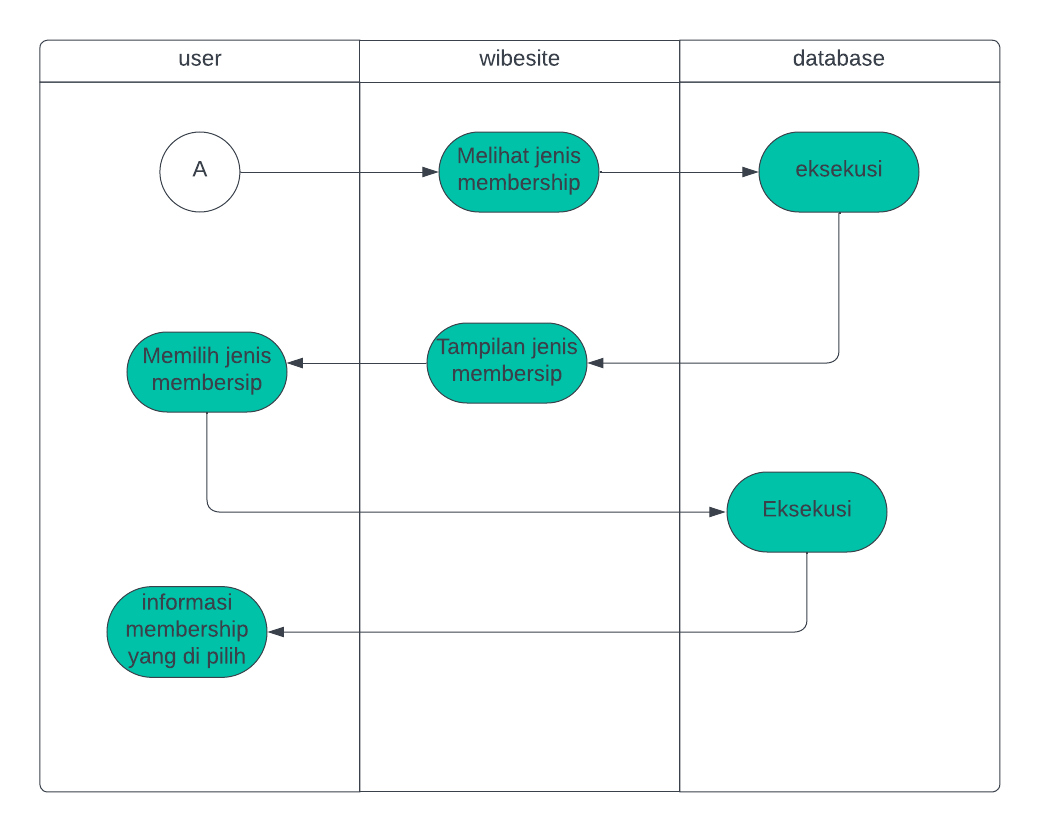 user
wibesite
database
A
Melihat jenis
membership
eksekusi
Memilih jenis
membersip
Tampilan jenis
membersip
Eksekusi
informasi
membership
yang di pilih